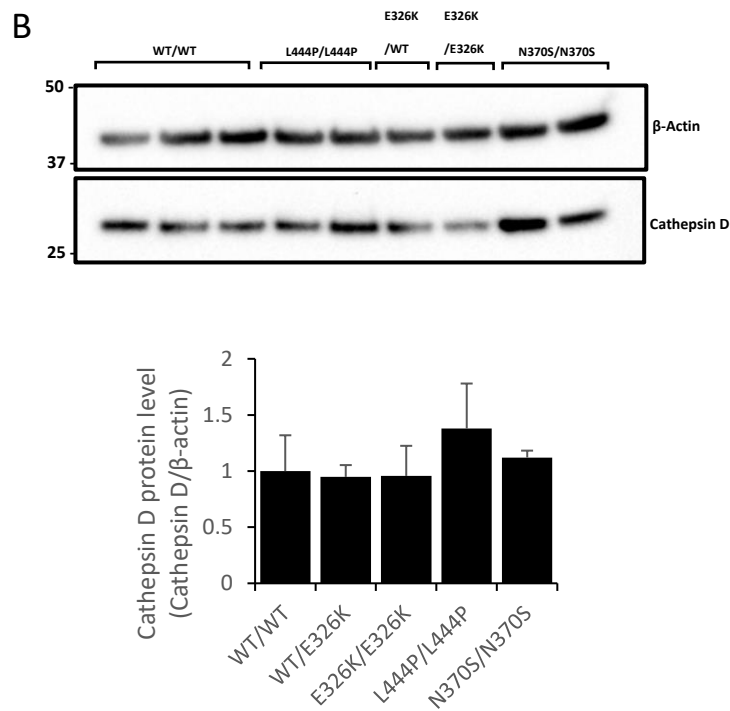 B
E326K E326K
WT/WT L444P/L444P /WT /E326K N370S/N370S
50 -
β-Actin
37 -
Cathepsin D
25 -
Cathepsin D protein level
(Cathepsin D/β-actin)
2
1.5
1
0.5
0
WT/WT
WT/E326K
E326K/E326K
L444P/L444P
N370S/N370S